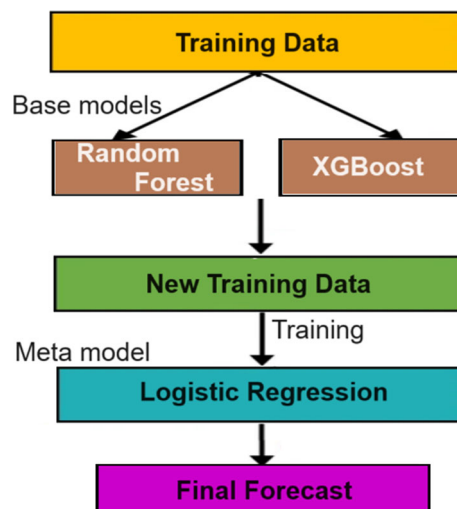 Training Data
Base models
Random
Forest
XGBoost
New Training Data
Training
Meta model
Logistic Regression
Final Forecast